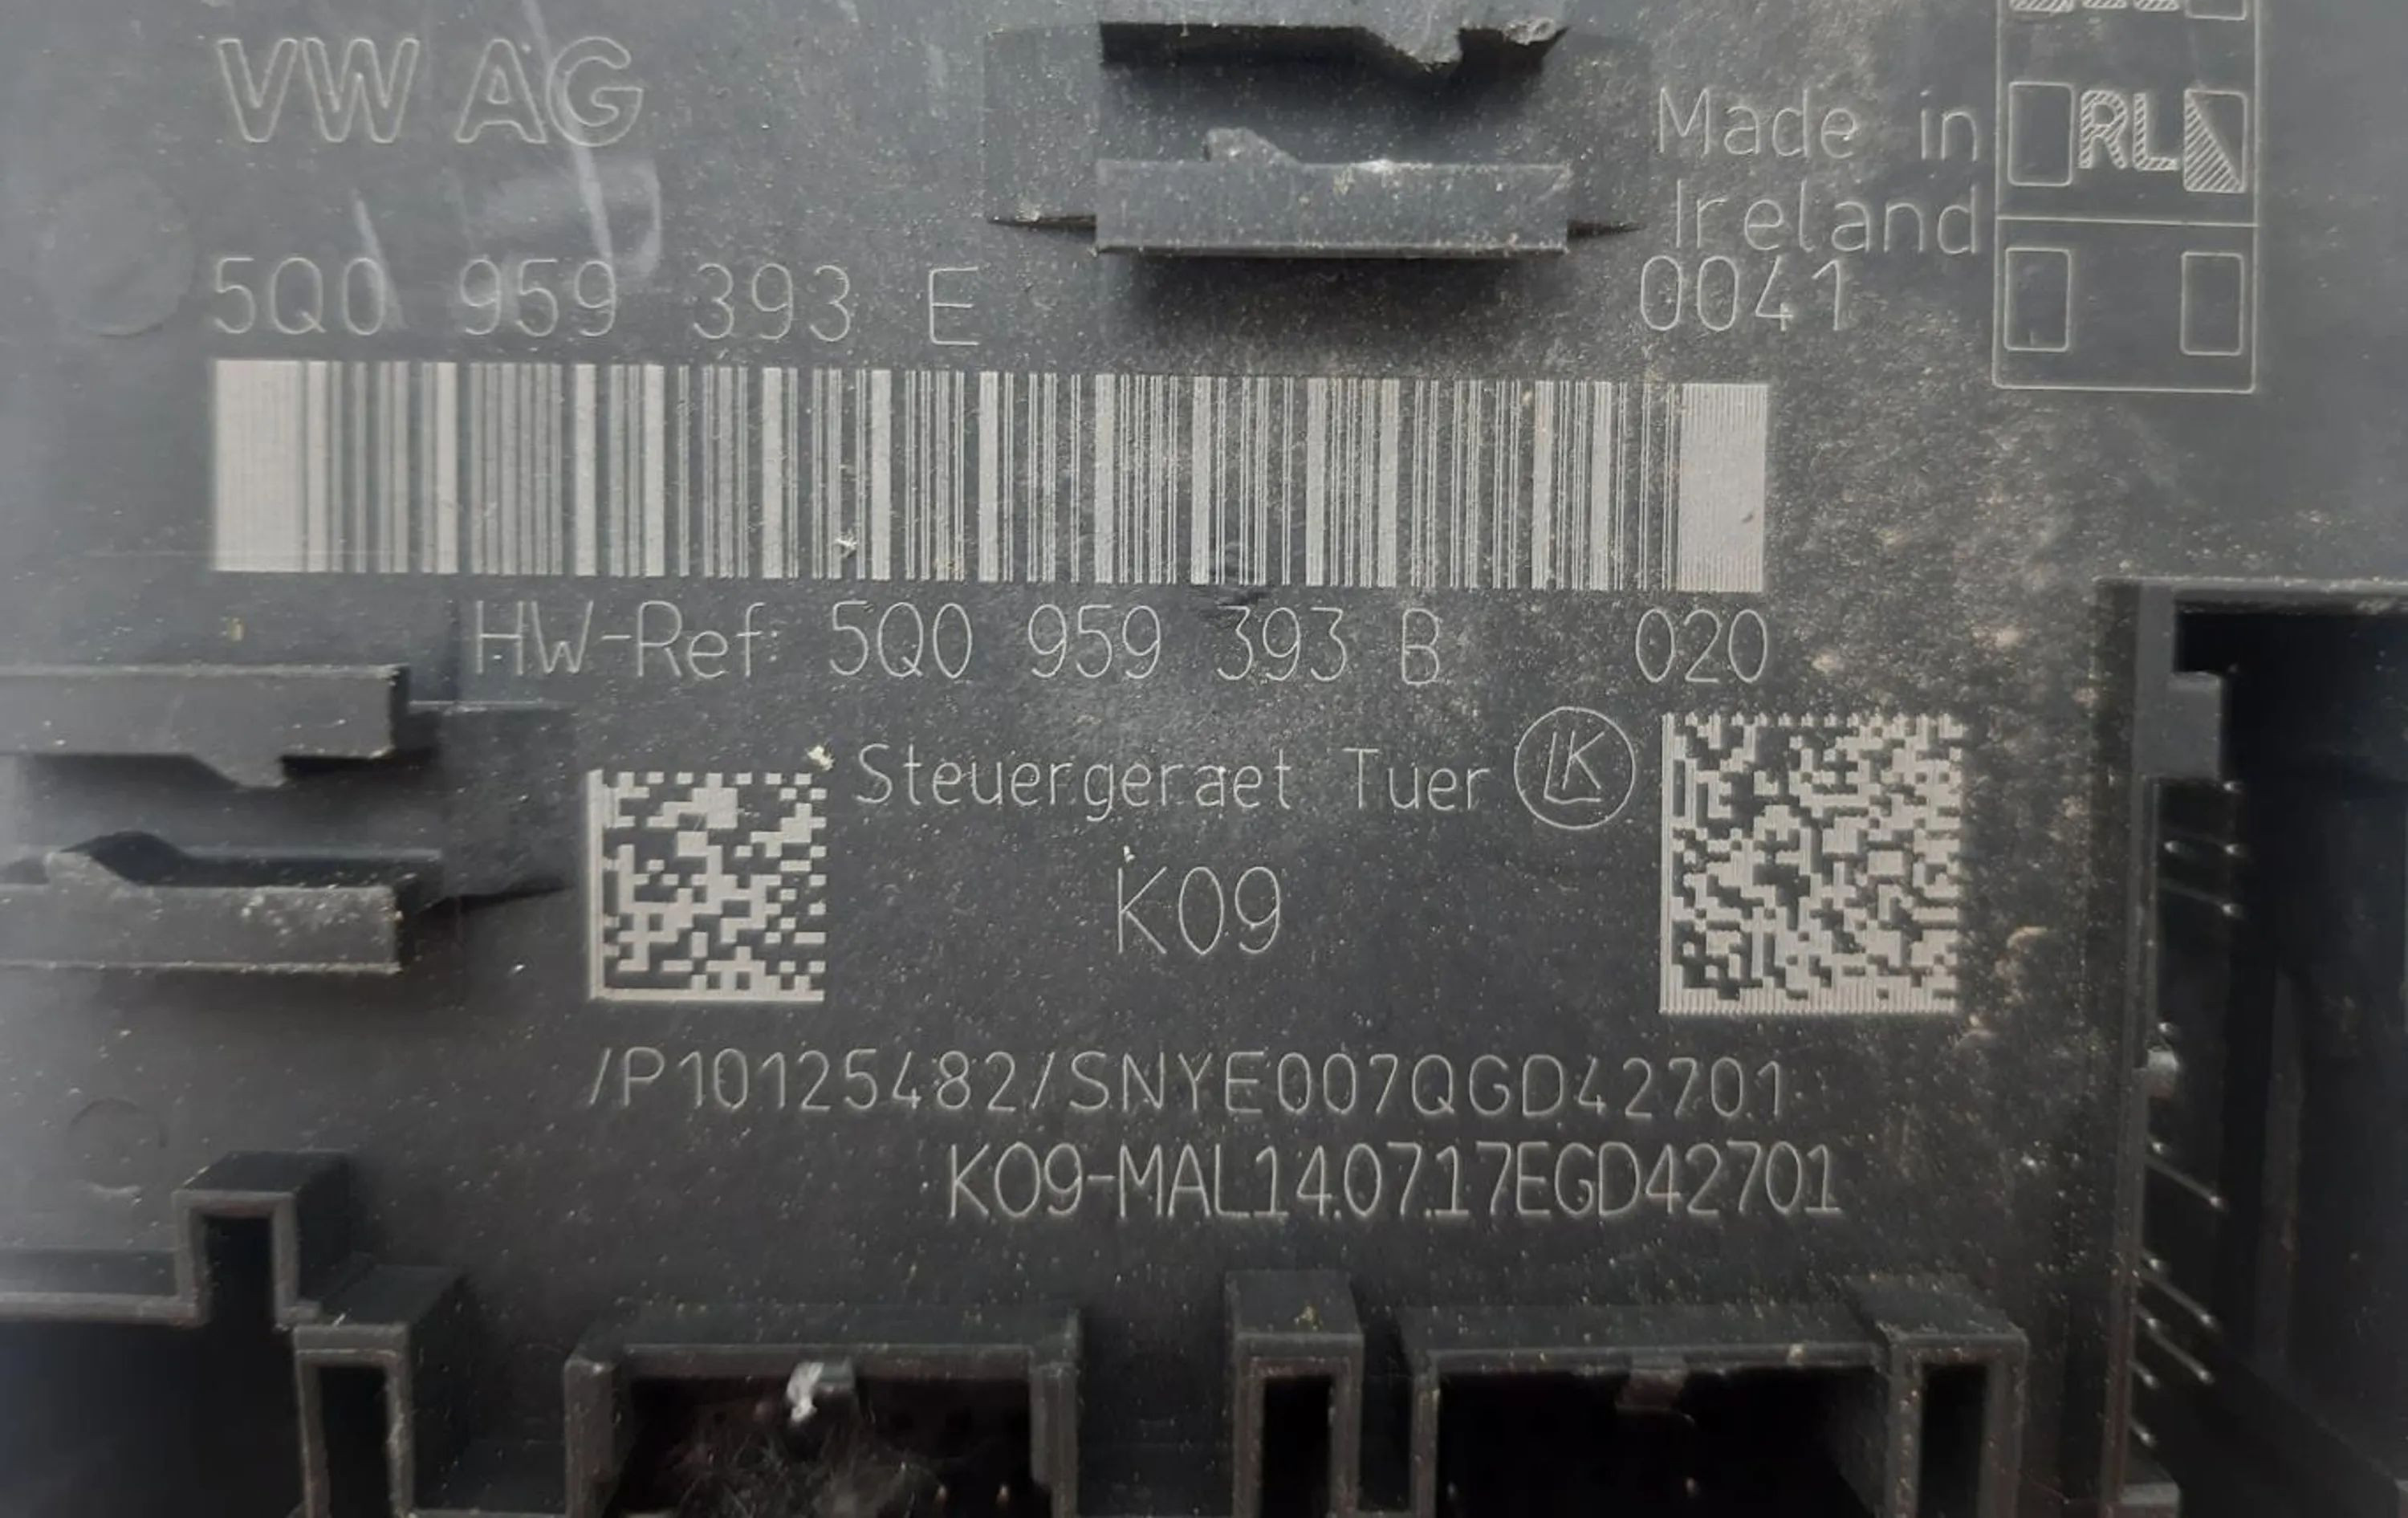 VW AG
Made in
Ireland
RL
5Q0 959 393 E
0041
HW-Ref: 5Q0 959 393 B 020
Steuergeraet Tuer LK
K09
/P10125482/SNYE007QGD42701
K09-MAL14.07.17EGD42701